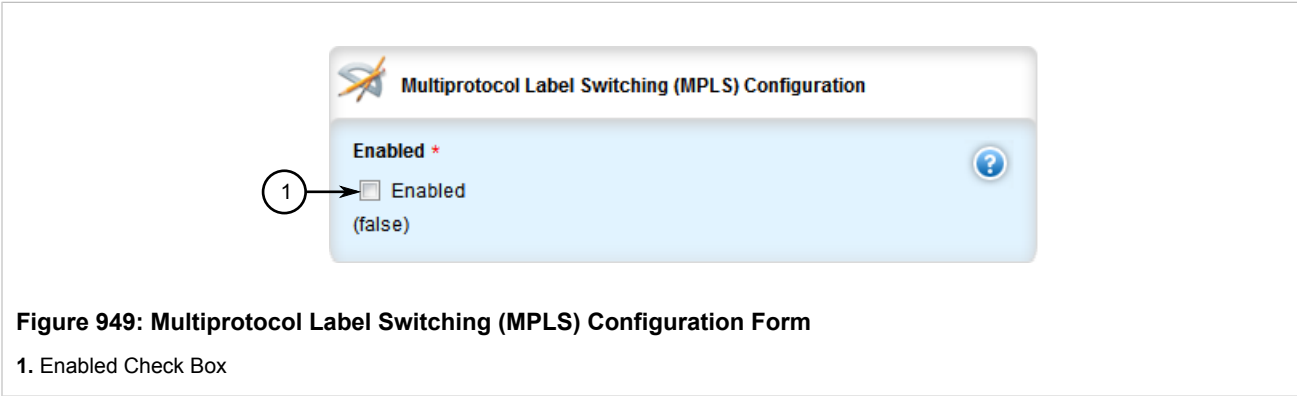 Multiprotocol Label Switching (MPLS) Configuration
Enabled *
?
1
Enabled
(false)
Figure 949: Multiprotocol Label Switching (MPLS) Configuration Form
1. Enabled Check Box